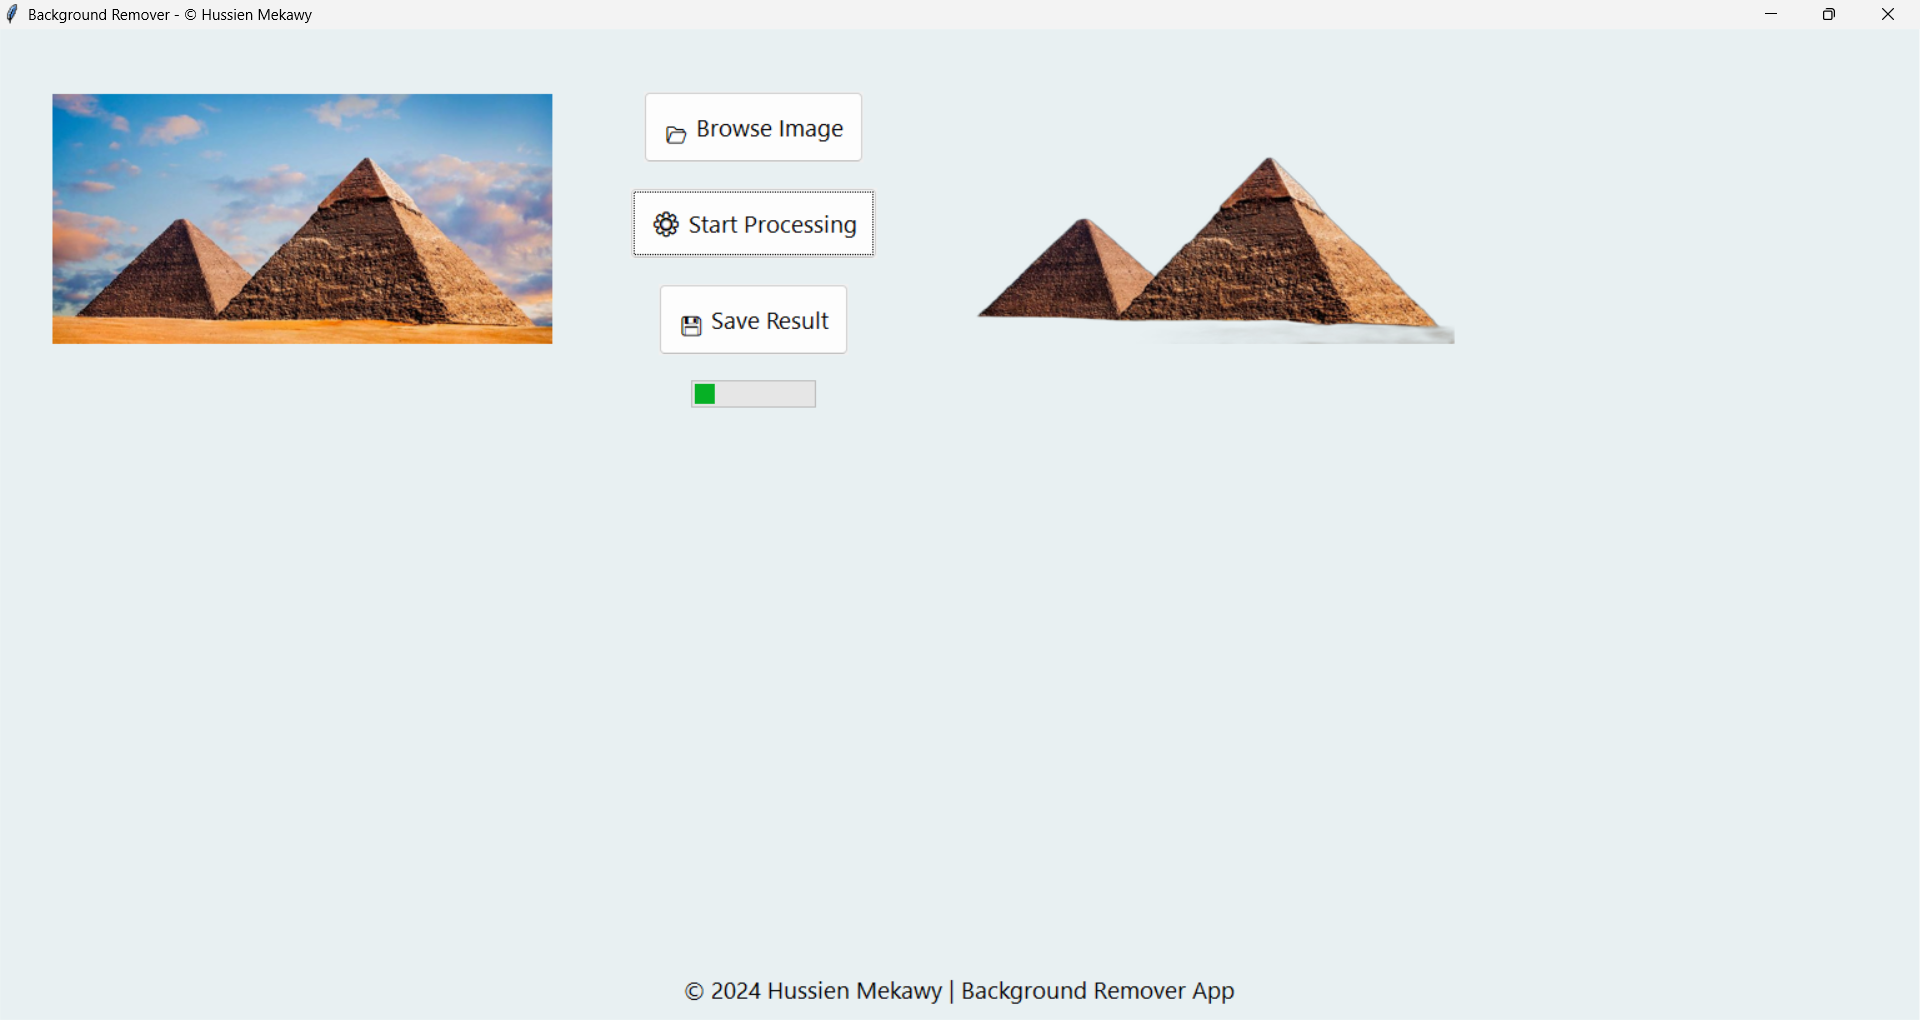 Background Remover - © Hussien Mekawy
Browse Image
Start Processing
Save Result
© 2024 Hussien Mekawy | Background Remover App